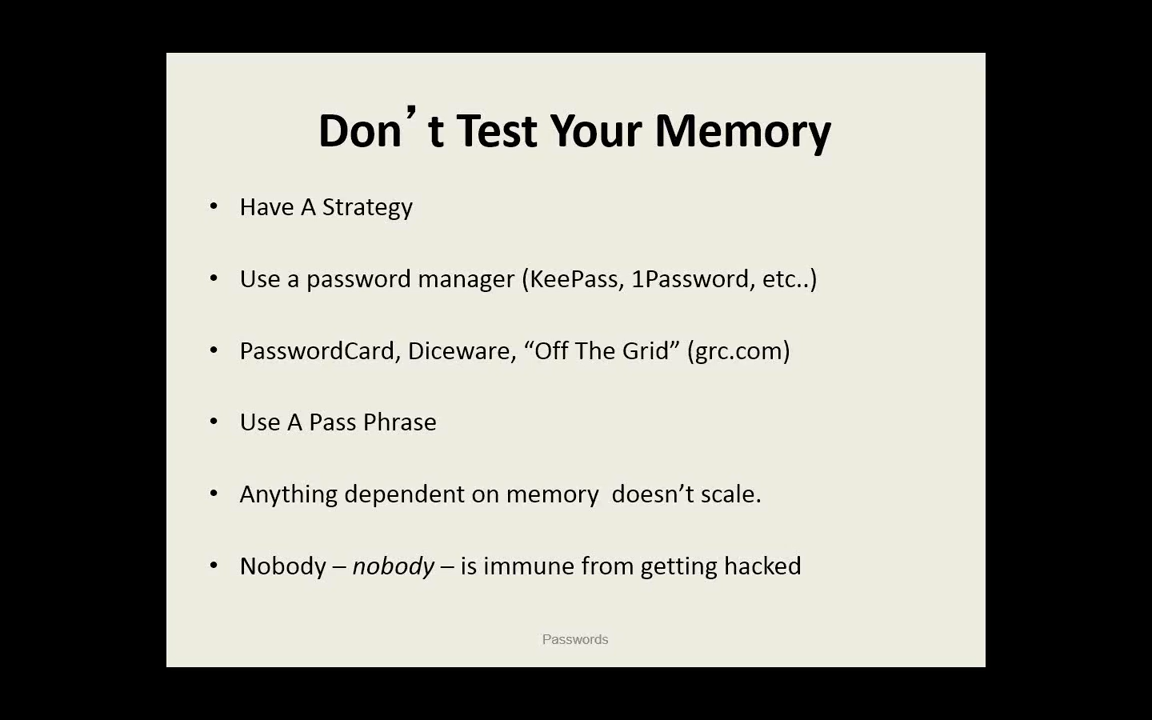 Don’t Test Your Memory
• Have A Strategy
• Use a password manager (KeePass, 1Password, etc..)
• PasswordCard, Diceware, “Off The Grid” (grc.com)
• Use A Pass Phrase
• Anything dependent on memory  doesn’t scale.
• Nobody – nobody – is immune from getting hacked
Passwords